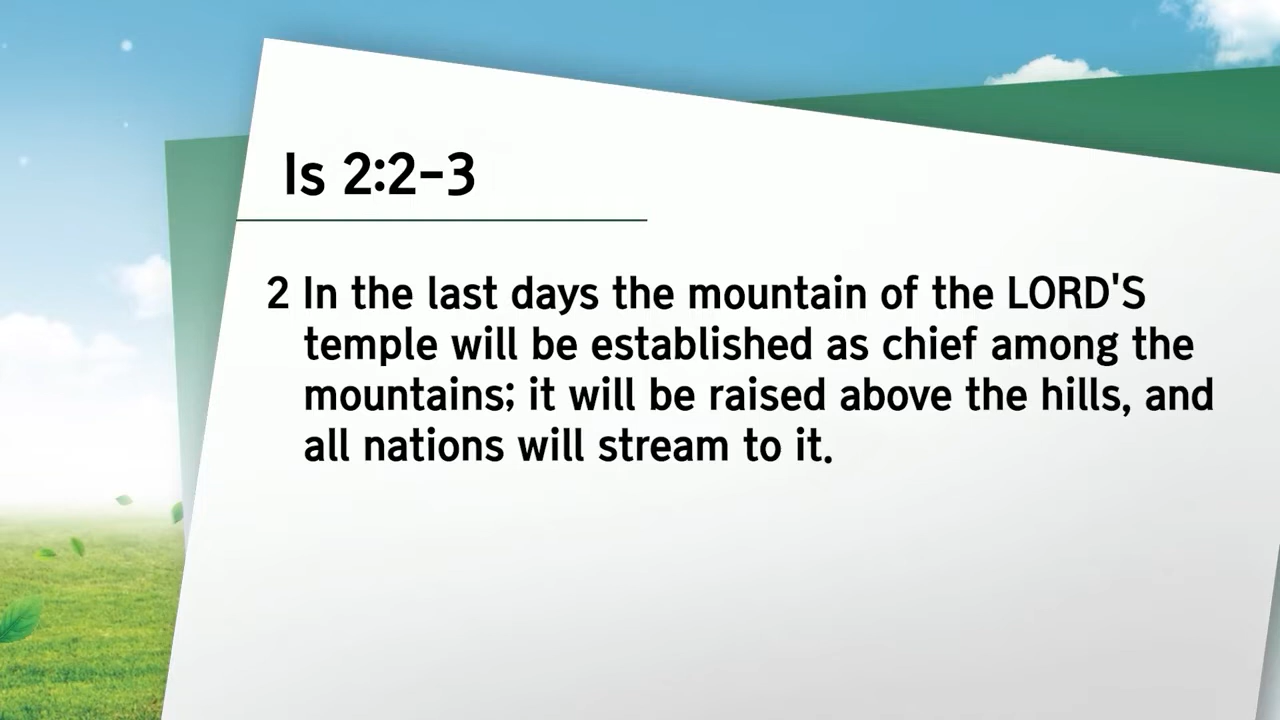 Is 2:2-3
2 In the last days the mountain of the LORD'S
temple will be established as chief among the
mountains; it will be raised above the hills, and
all nations will stream to it.